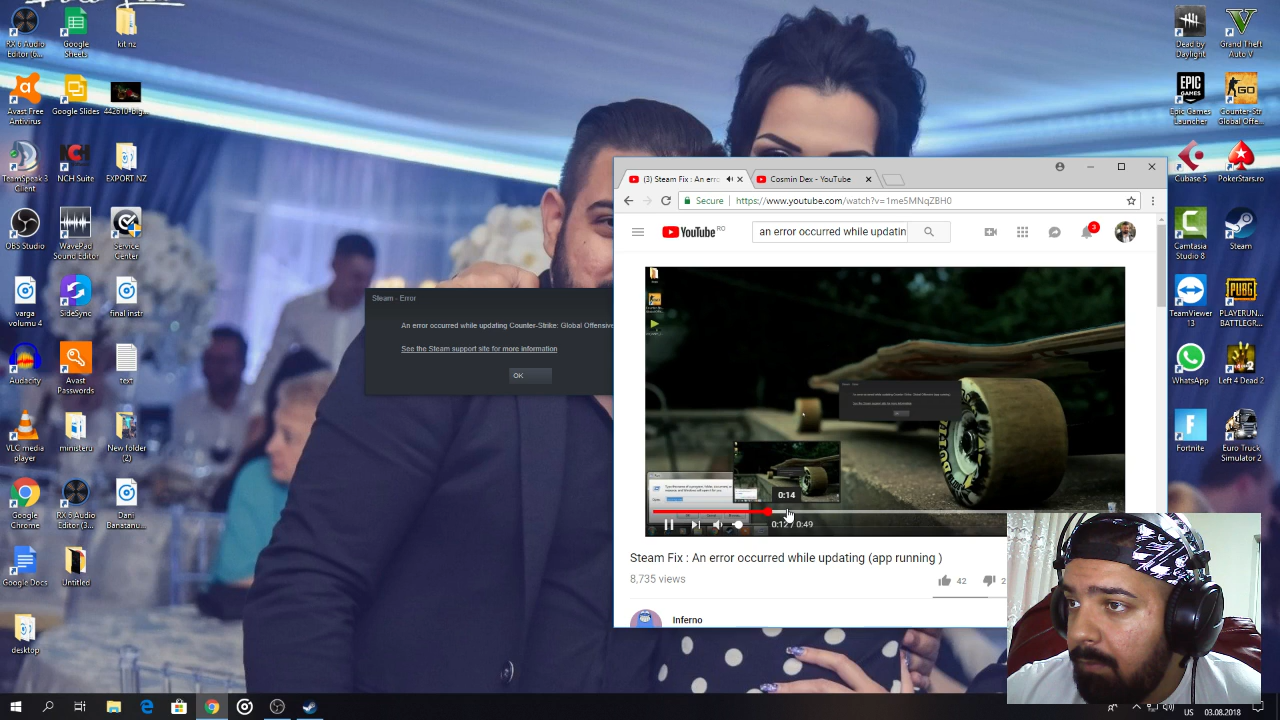 RX 6 Audio
Editor (6...
Google
Sheets
kit nz
Avast Free
Antivirus
Google Slides
TeamSpeak 3
Client
NCH Suite
EXPORT NZ
OBS Studio
WavePad
Sound Editor
Service
Center
varga
volumu 4
SideSync
final instr
Audacity
Avast
Passwords
text
VLC media
player
ministeru
New folder
(2)
Google
Chrome
RX 6 Audio
Editor (3...
Dani
Banatanu...
Google Docs
Untitled
desktop
Steam - Error
An error occurred while updating Counter-Strike: Global Offensive
See the Steam support site for more information
OK
(3) Steam Fix : An erro
Cosmin Dex - YouTube
Secure
https://www.youtube.com/watch?v=1me5MNqZBH0
YouTube
RO
an error occurred while updatin
3
0:14
0:12 / 0:49
Steam Fix : An error occurred while updating (app running )
8,735 views
42
2
Inferno
Dead by
Daylight
Grand Theft
Auto V
EPIC
GAMES
Epic Games
Launcher
GO
Counter-Str
Global Offe...
Cubase 5
PokerStars.ro
Camtasia
Studio 8
Steam
TeamViewer
13
PUBG
PLAYERUN...
BATTLEGR...
WhatsApp
Left 4 Dead 2
Fortnite
Euro Truck
Simulator 2
US
03.08.2018